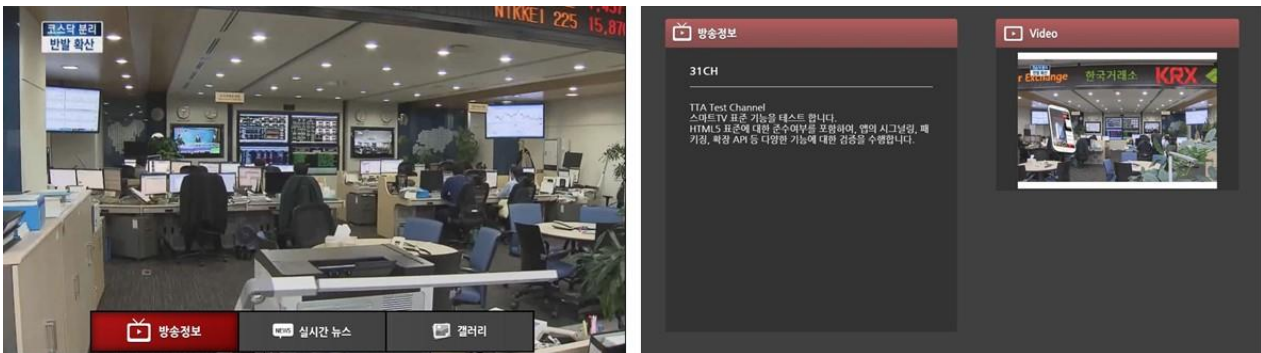 코스닥 분리
반발 확산
NIKKEI 225
방송정보
실시간 뉴스
갤러리
방송정보
31CH
TTA Test Channel
스마트TV 표준 기능을 테스트 합니다.
HTML5 표준에 대한 준수여부를 포함하여, 앱의 시그널링, 패
키징, 확장 API 등 다양한 기능에 대한 검증을 수행합니다.
Video
Exchange 한국거래소 KRX